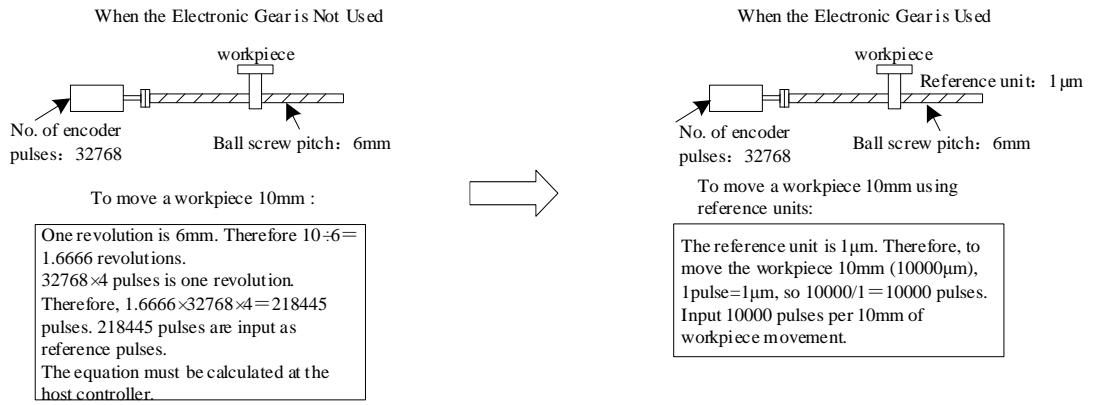 When the Electronic Gear is Not Used
workpiece
No. of encoder
pulses：32768
Ball screw pitch：6mm
To move a workpiece 10mm :
One revolution is 6mm. Therefore 10÷6＝
1.6666 revolutions.
32768×4 pulses is one revolution.
Therefore, 1.6666×32768×4＝218445
pulses. 218445 pulses are input as
reference pulses.
The equation must be calculated at the
host controller.
When the Electronic Gear is Used
workpiece
Reference unit：1μm
No. of encoder
pulses：32768
Ball screw pitch：6mm
To move a workpiece 10mm using
reference units:
The reference unit is 1μm. Therefore, to
move the workpiece 10mm (10000μm),
1pulse=1μm, so 10000/1＝10000 pulses.
Input 10000 pulses per 10mm of
workpiece movement.